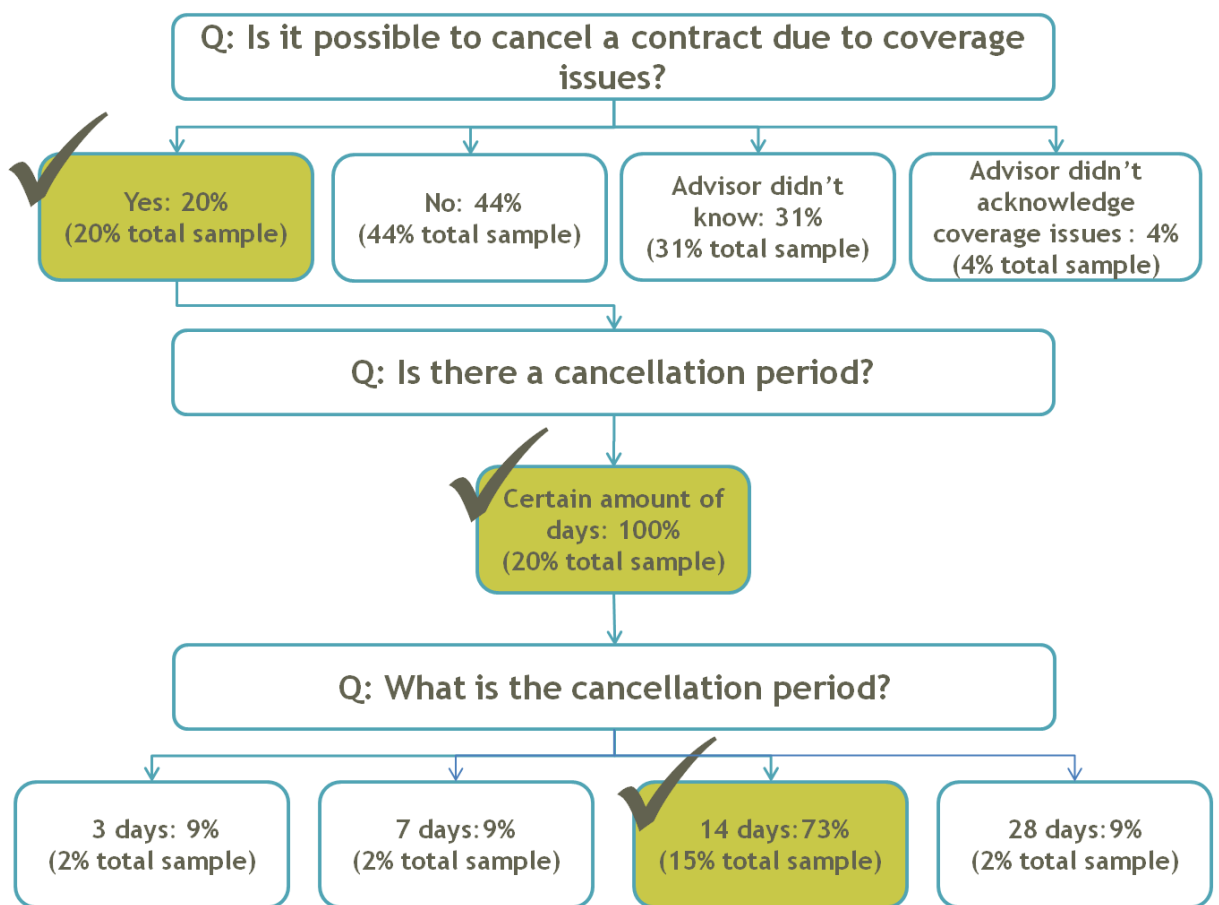 Q: Is it possible to cancel a contract due to coverage
issues?
Yes: 20%
(20% total sample)
No: 44%
(44% total sample)
Advisor didn’t
know: 31%
(31% total sample)
Advisor didn’t
acknowledge
coverage issues : 4%
(4% total sample)
Q: Is there a cancellation period?
Certain amount of
days: 100%
(20% total sample)
Q: What is the cancellation period?
3 days: 9%
(2% total sample)
7 days: 9%
(2% total sample)
14 days: 73%
(15% total sample)
28 days: 9%
(2% total sample)